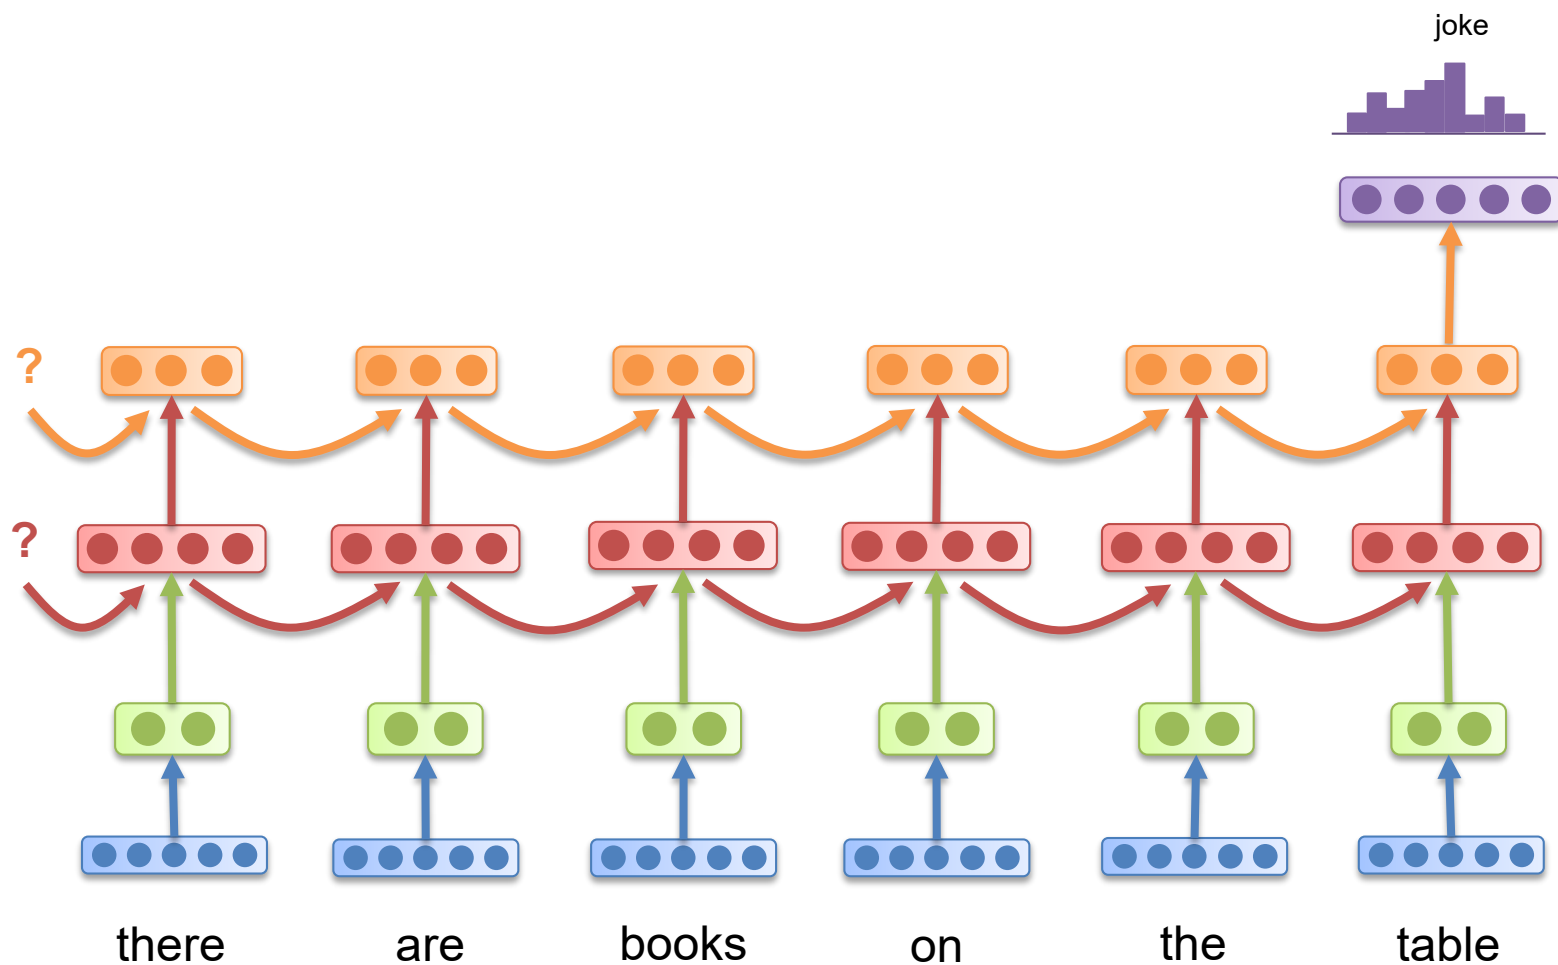 joke
?
?
there are books on the table